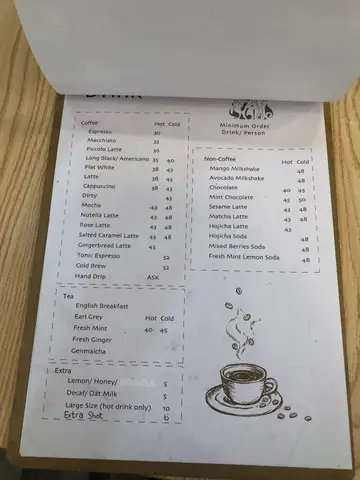 DRINK
Minimum Order
Drink/ Person
Coffee Hot Cold
Espresso 30
Macchiato 33
Piccolo Latte 36
Long Black/ Americano 35 40
Flat White 38 43
Latte 38 43
Cappuccino 38 43
Dirty 43
Mocha 43 48
Nutella Latte 43 48
Rose Latte 43 48
Salted Caramel Latte 43 48
Gingerbread Latte 43
Tonic Espresso 52
Cold Brew 52
Hand Drip ASK
Tea
English Breakfast
Earl Grey Hot Cold
Fresh Mint 40 45
Fresh Ginger
Genmaicha
Extra
Lemon/ Honey/ 5
Decaf/ Oat Milk 5
Large Size (hot drink only) 10
Extra Shot 6
Non-Coffee Hot Cold
Mango Milkshake 48
Avocado Milkshake 48
Chocolate 40 45
Mint Chocolate 45 50
Sesame Latte 43 48
Matcha Latte 43 48
Hojicha Latte 43
Hojicha Soda 48
Mixed Berries Soda 48
Fresh Mint Lemon Soda 48